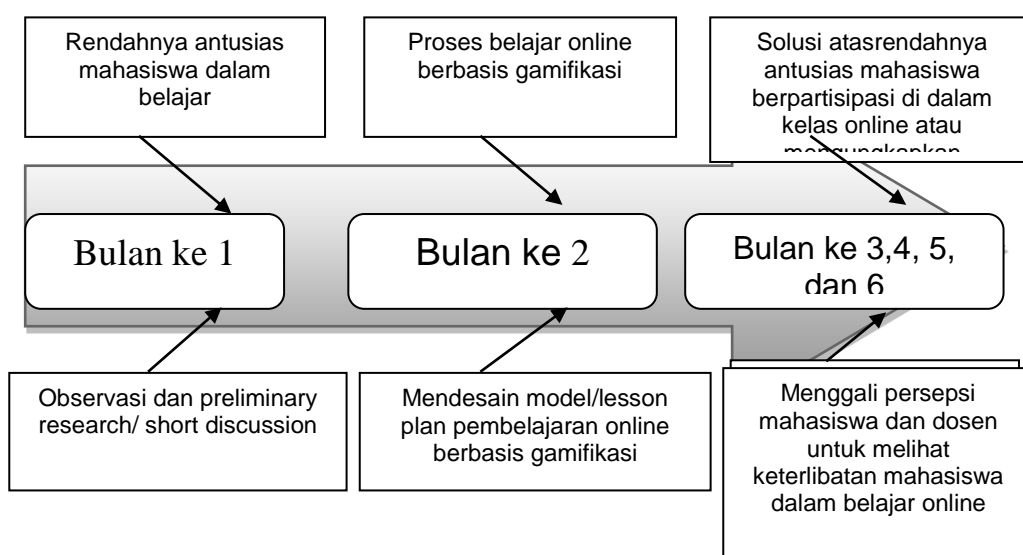 Rendahnya antusias
mahasiswa dalam
belajar
Proses belajar online
berbasis gamifikasi
Solusi atasrendahnya
antusias mahasiswa
berpartisipasi di dalam
kelas online atau
mengungkapkan
Bulan ke 1
Bulan ke 2
Bulan ke 3,4, 5,
dan 6
Observasi dan preliminary
research/ short discussion
Mendesain model/lesson
plan pembelajaran online
berbasis gamifikasi
Menggali persepsi
mahasiswa dan dosen
untuk melihat
keterlibatan mahasiswa
dalam belajar online